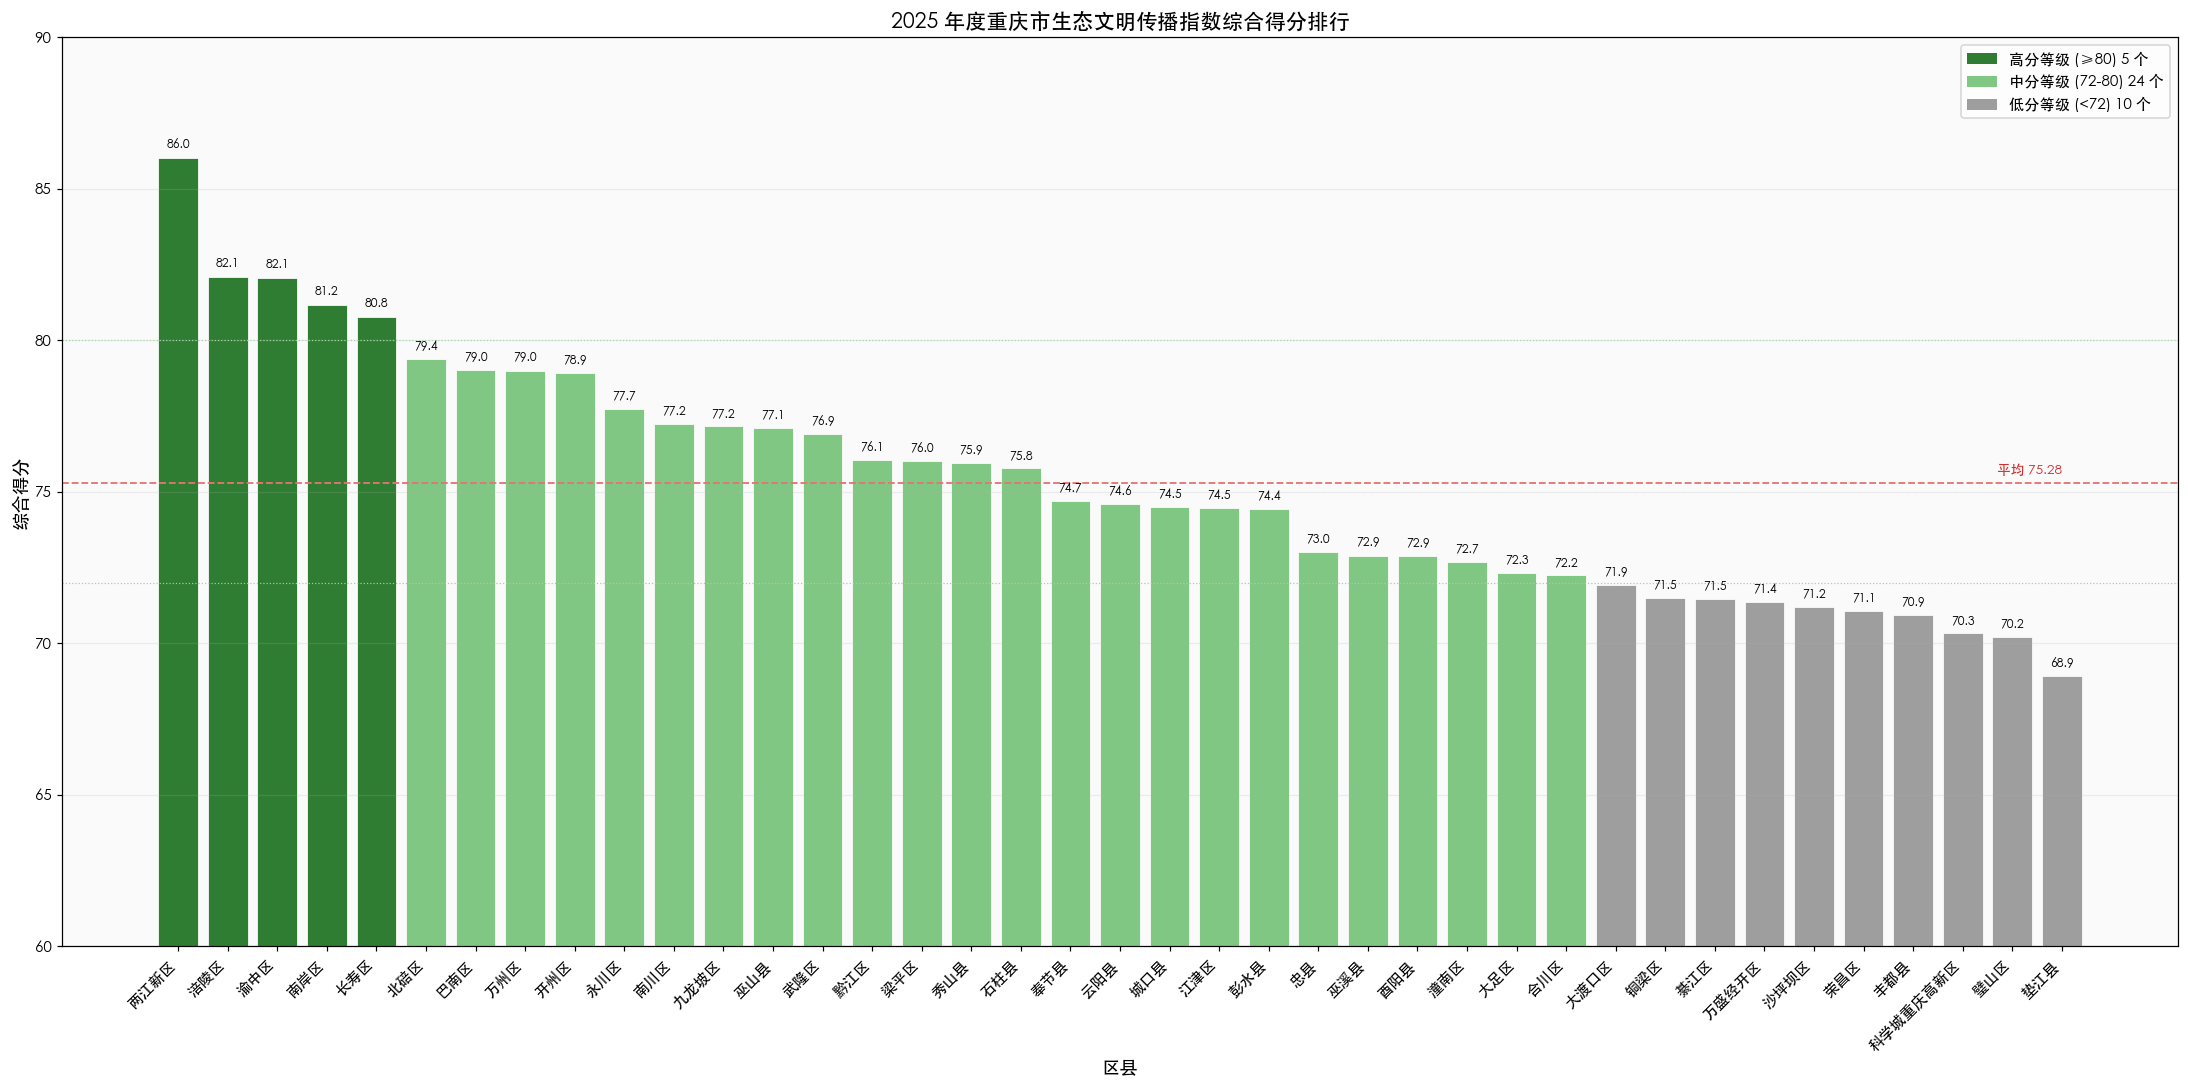 2025 年度重庆市生态文明传播指数综合得分排行
高分等级 (≥80) 5 个
中分等级 (72-80) 24 个
低分等级 (<72) 10 个
综合得分
90
85
80
75
70
65
60
86.0
82.1
82.1
81.2
80.8
79.4
79.0
79.0
78.9
77.7
77.2
77.2
77.1
76.9
76.1
76.0
75.9
75.8
74.7
74.6
74.5
74.5
74.4
73.0
72.9
72.9
72.7
72.3
72.2
71.9
71.5
71.5
71.4
71.2
71.1
70.9
70.3
70.2
68.9
平均 75.28
两江新区
涪陵区
渝中区
南岸区
长寿区
北碚区
巴南区
万州区
开州区
永川区
南川区
九龙坡区
巫山县
武隆区
黔江区
梁平区
秀山县
石柱县
奉节县
云阳县
城口县
江津区
彭水县
忠县
巫溪县
酉阳县
潼南区
大足区
合川区
大渡口区
铜梁区
綦江区
万盛经开区
沙坪坝区
荣昌区
丰都县
科学城重庆高新区
璧山区
垫江县
区县